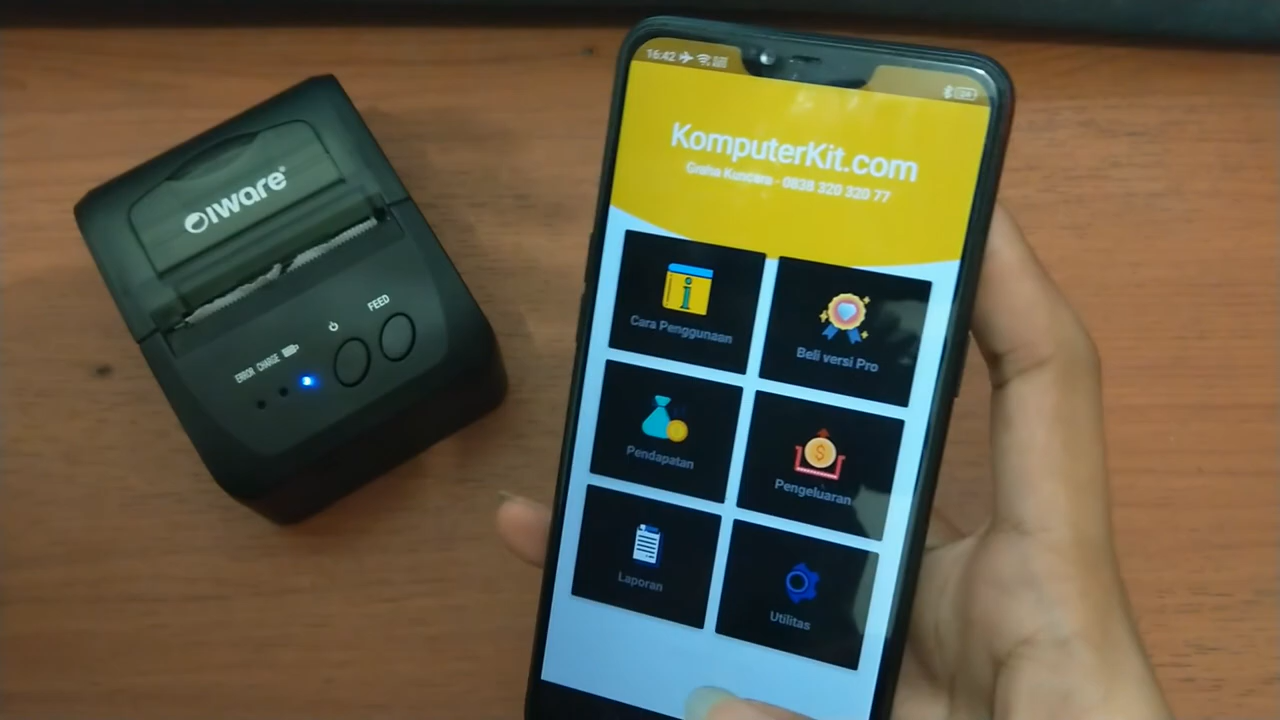 iware
ERROR CHARGE
FEED
16:42
KomputerKit.com
Graha Kuncara - 0838 320 320 77
Cara Penggunaan
Beli versi Pro
Pendapatan
Pengeluaran
Laporan
Utilitas